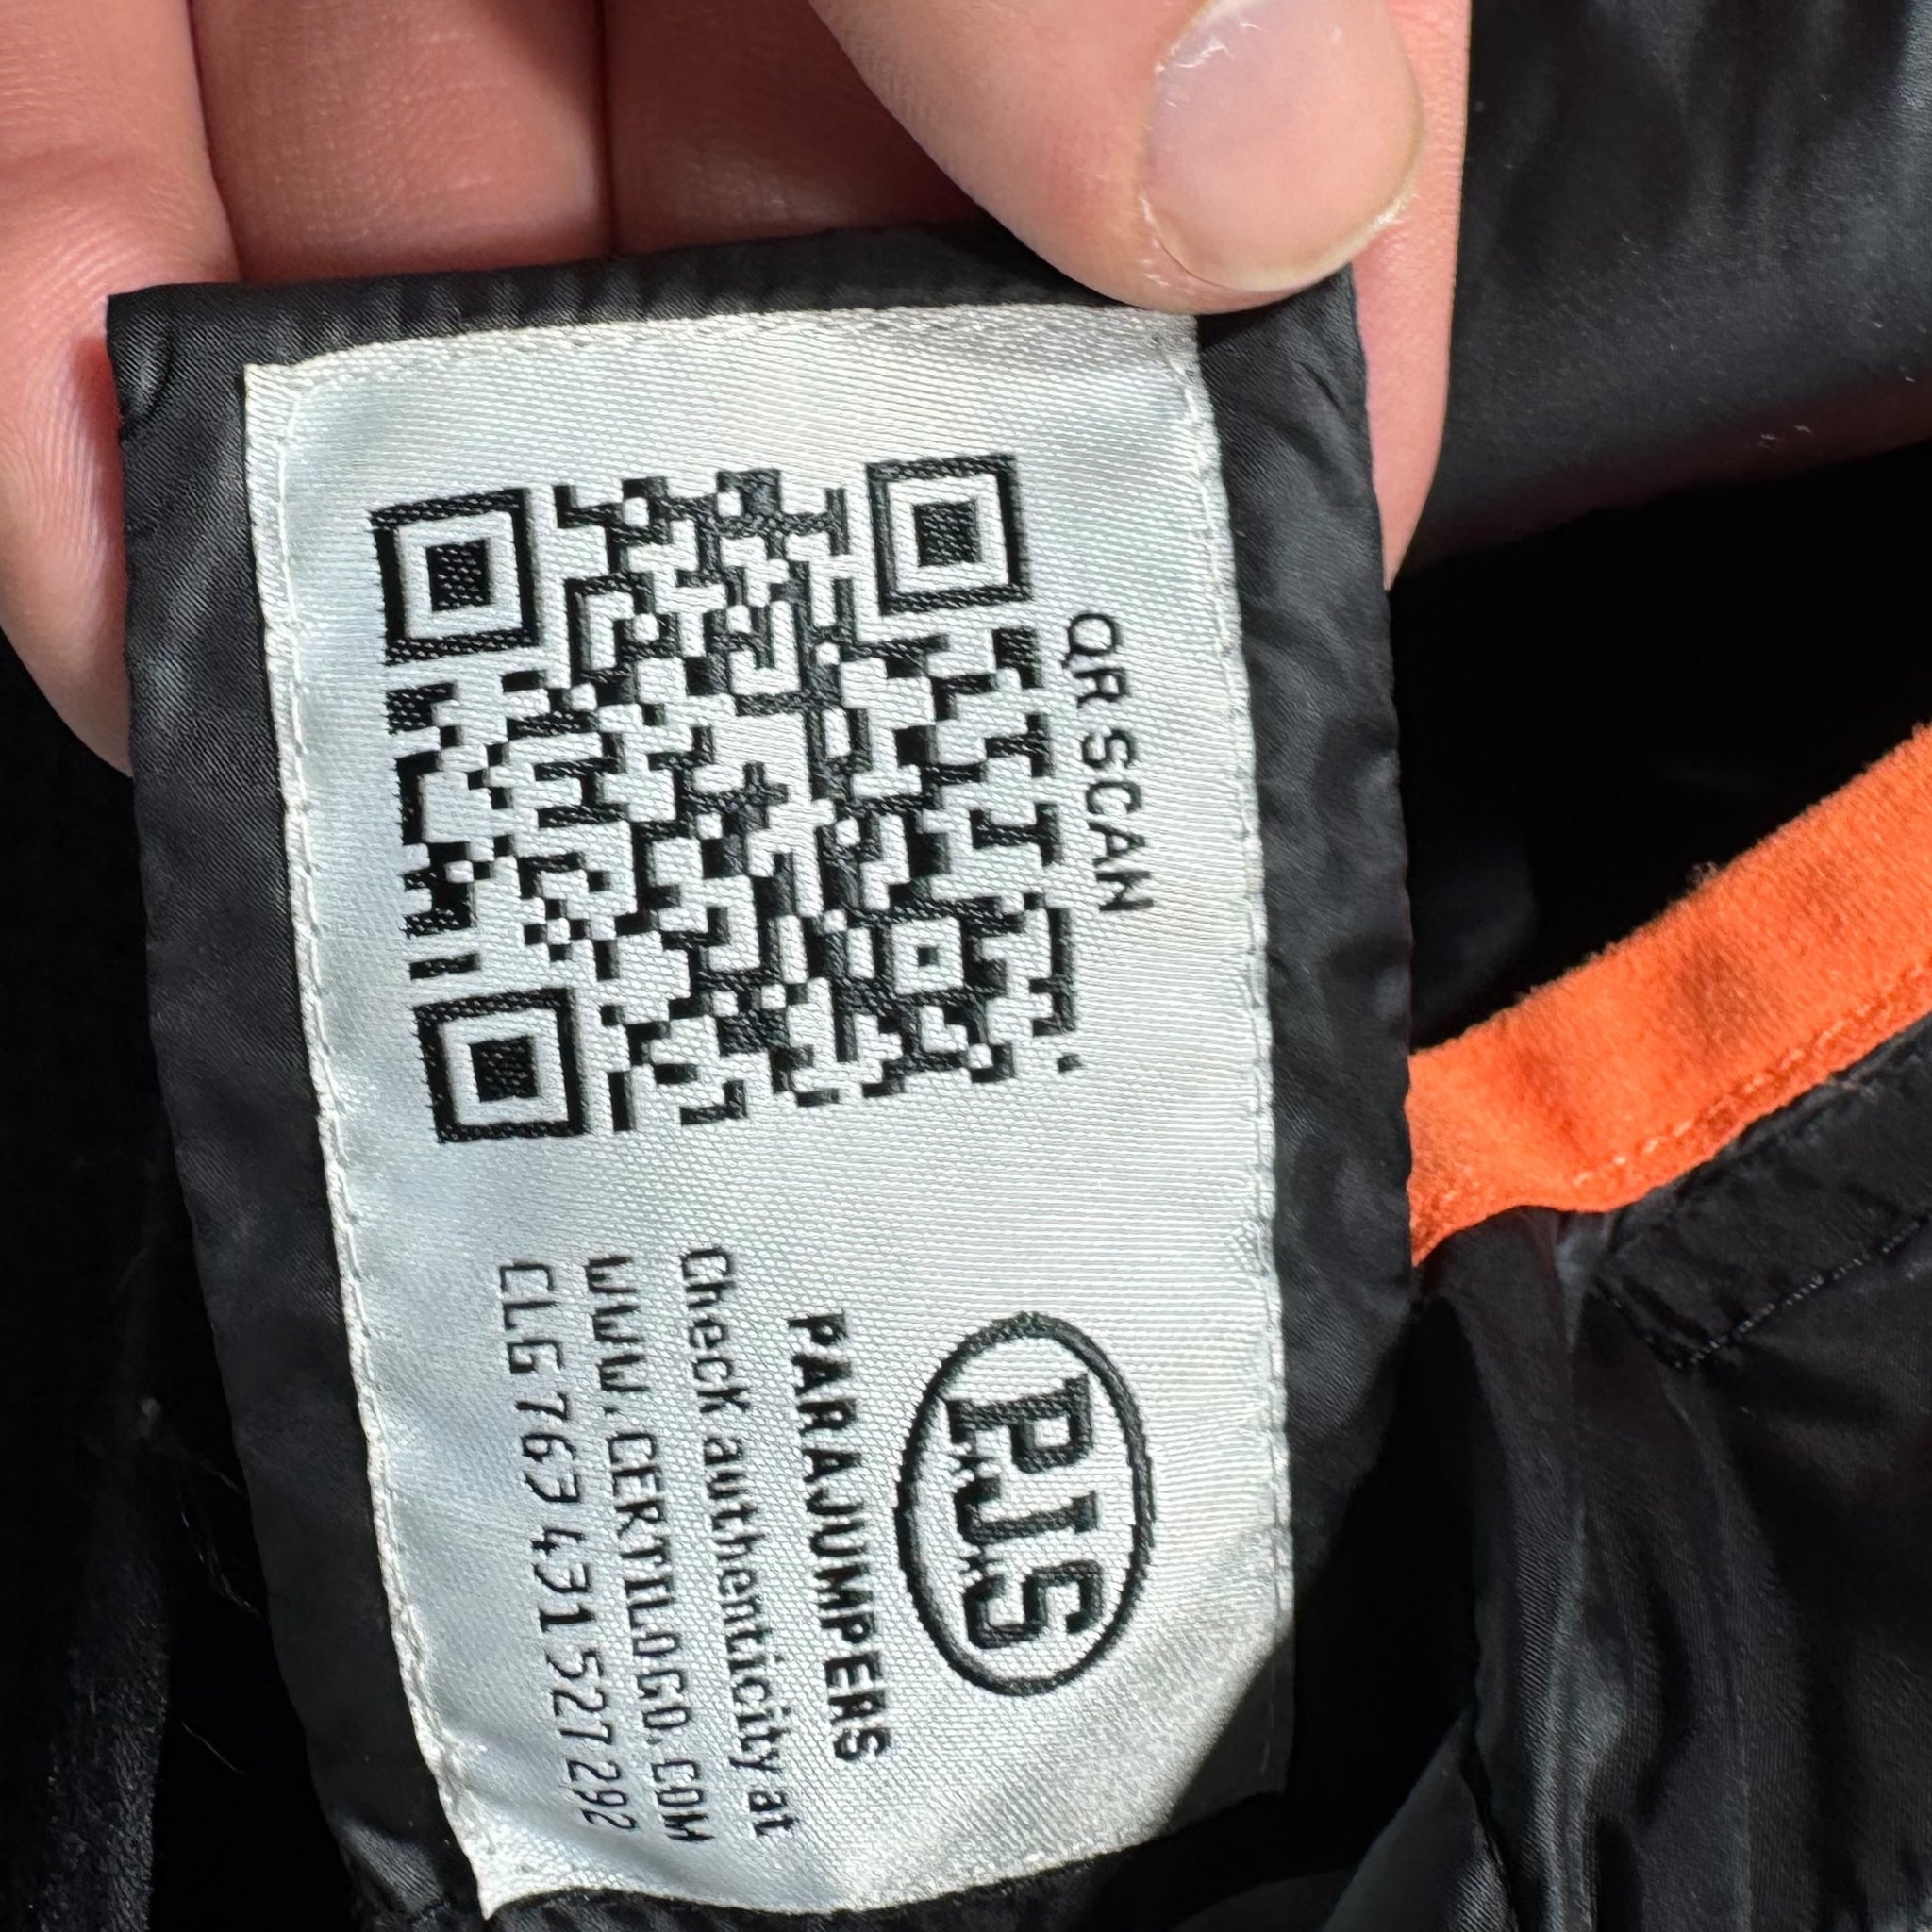 QR SCAN
PJS
PARAJUMPERS
Check authenticity at
WWW.CERTILOGO.COM
CLG 763 431 527 292